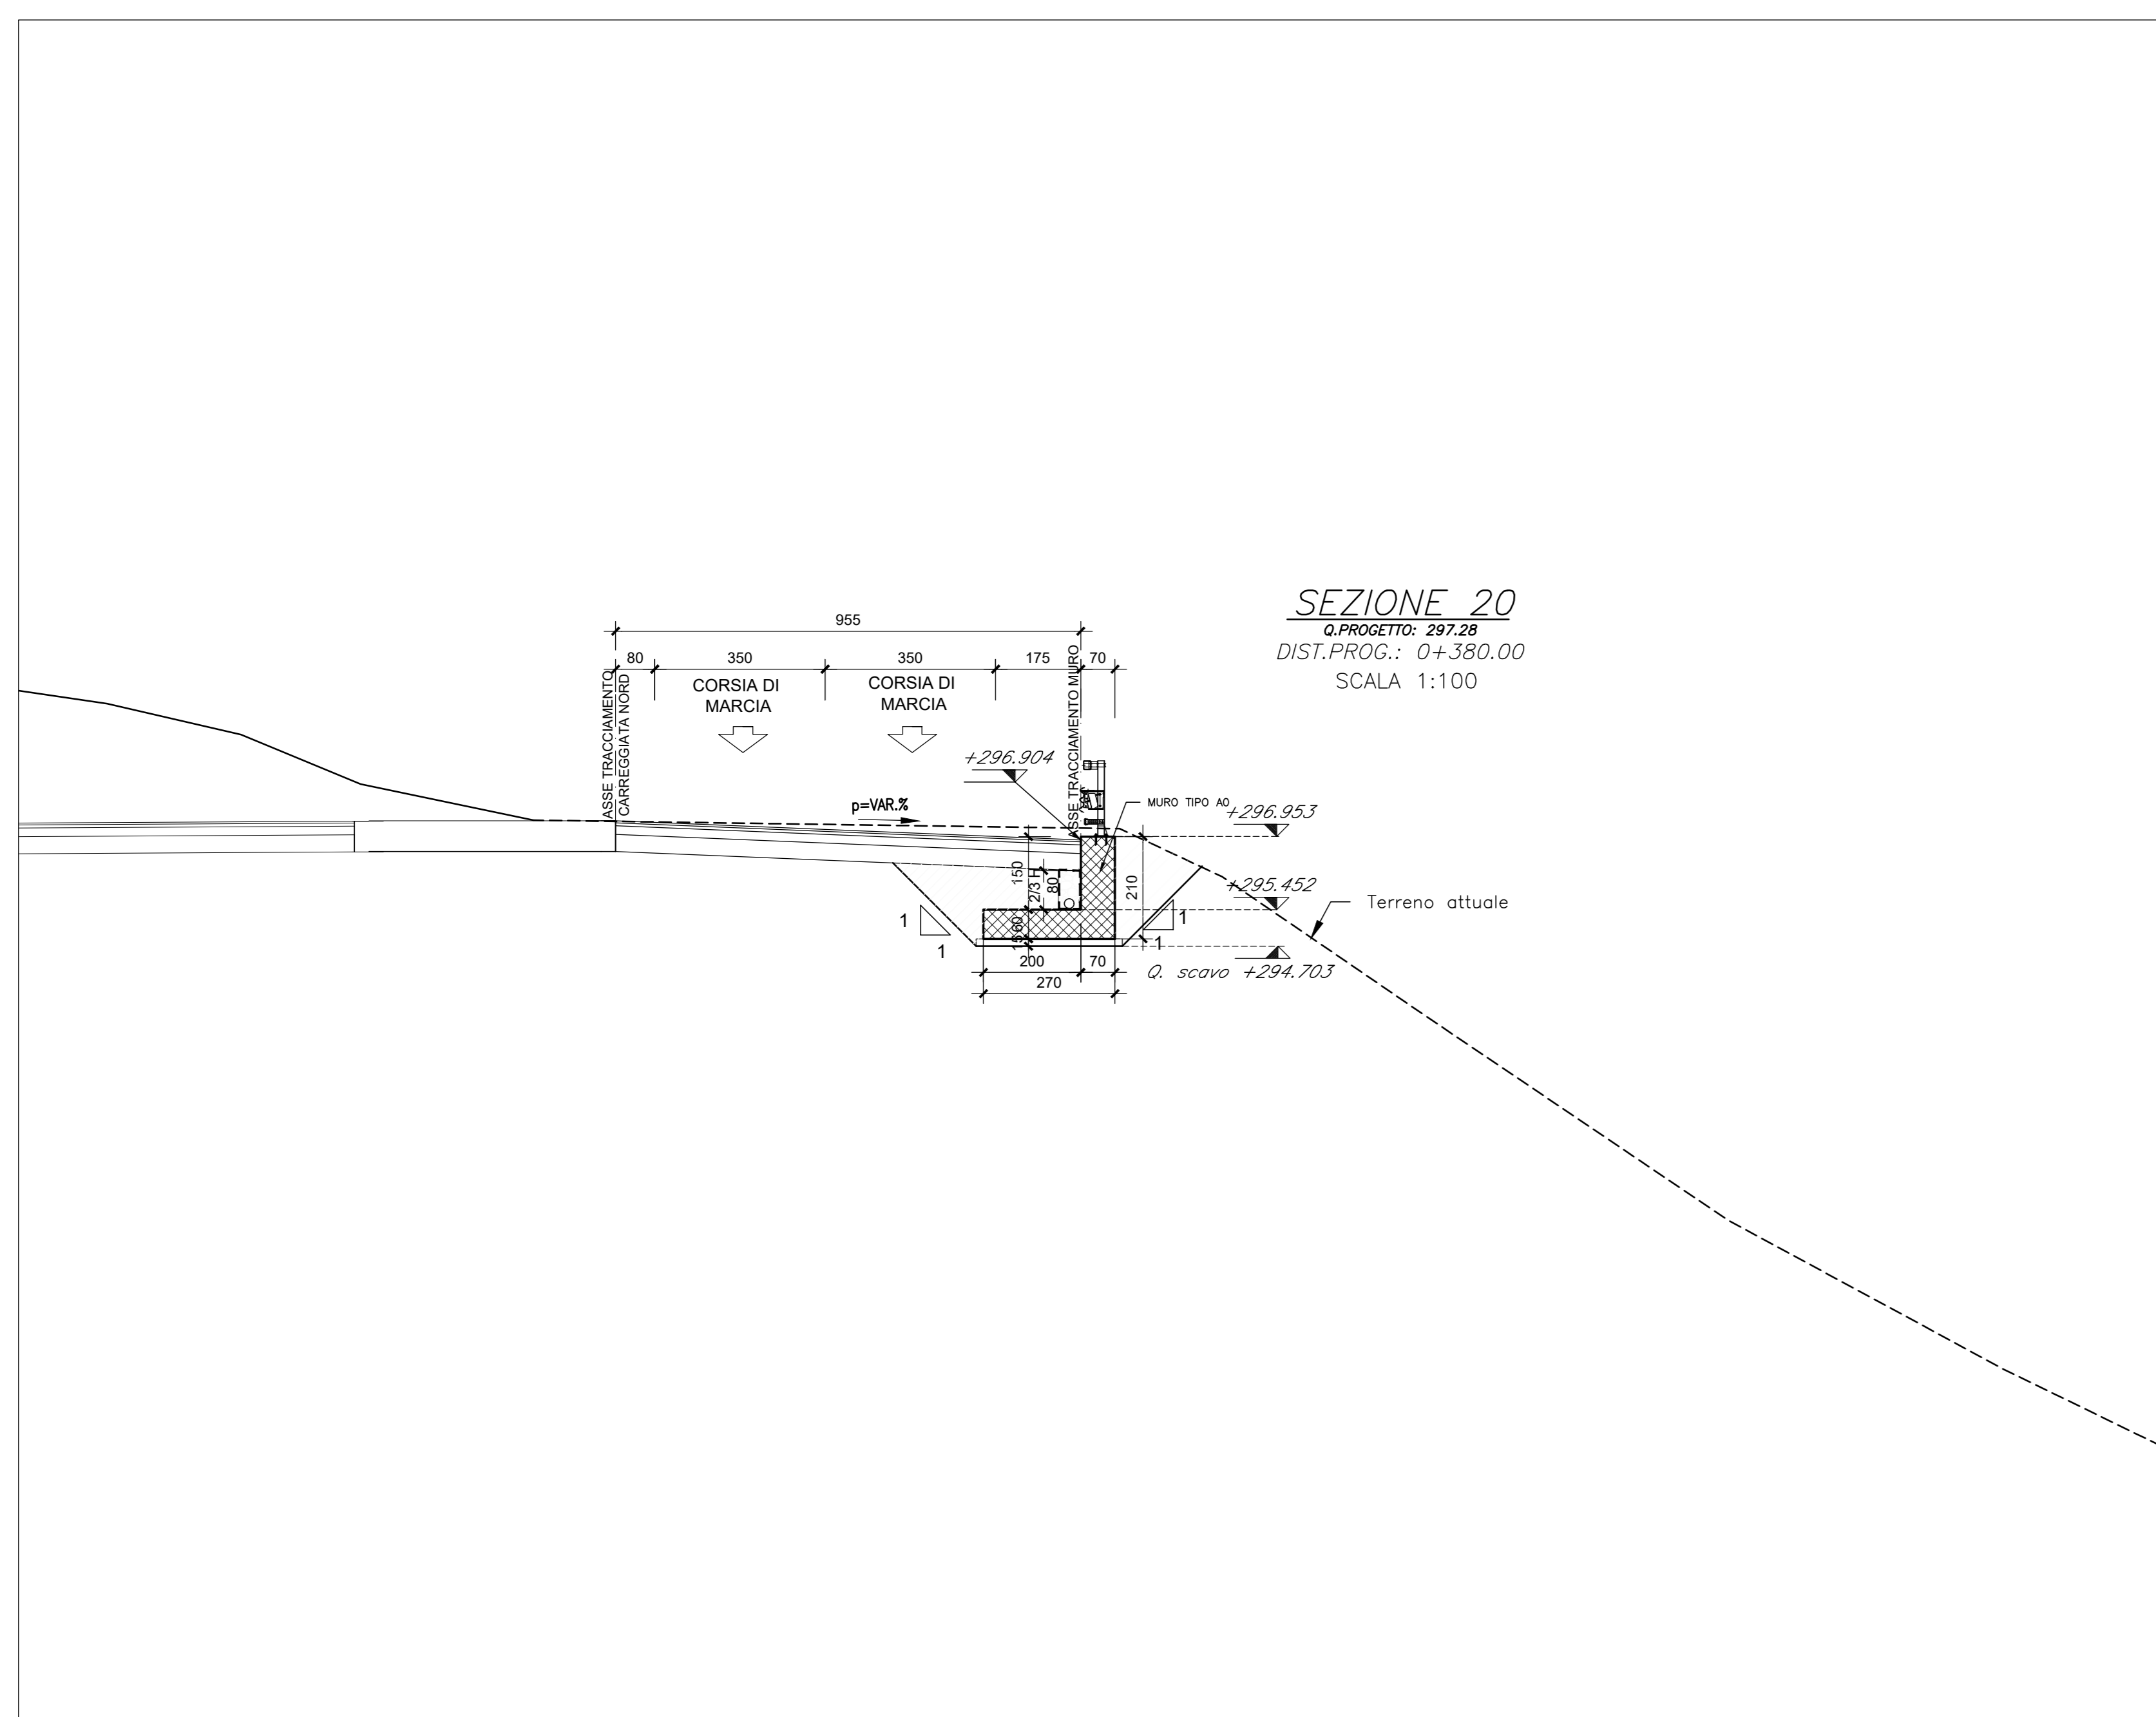 SEZIONE 20
Q.PROGETTO: 297.28
DIST.PROG.: 0+380.00
SCALA 1:100
955
80
350
350
175
70
CORSIA DI
MARCIA
CORSIA DI
MARCIA
ASSE TRACCIAMENTO
CARREGGIATA NORD
ASSE TRACCIAMENTO MURO
+296.904
p=VAR.%
MURO TIPO A0
+296.953
150
2/3 H
80
210
+295.452
Terreno attuale
1
1
60
15
1
1
200
70
Q. scavo +294.703
270